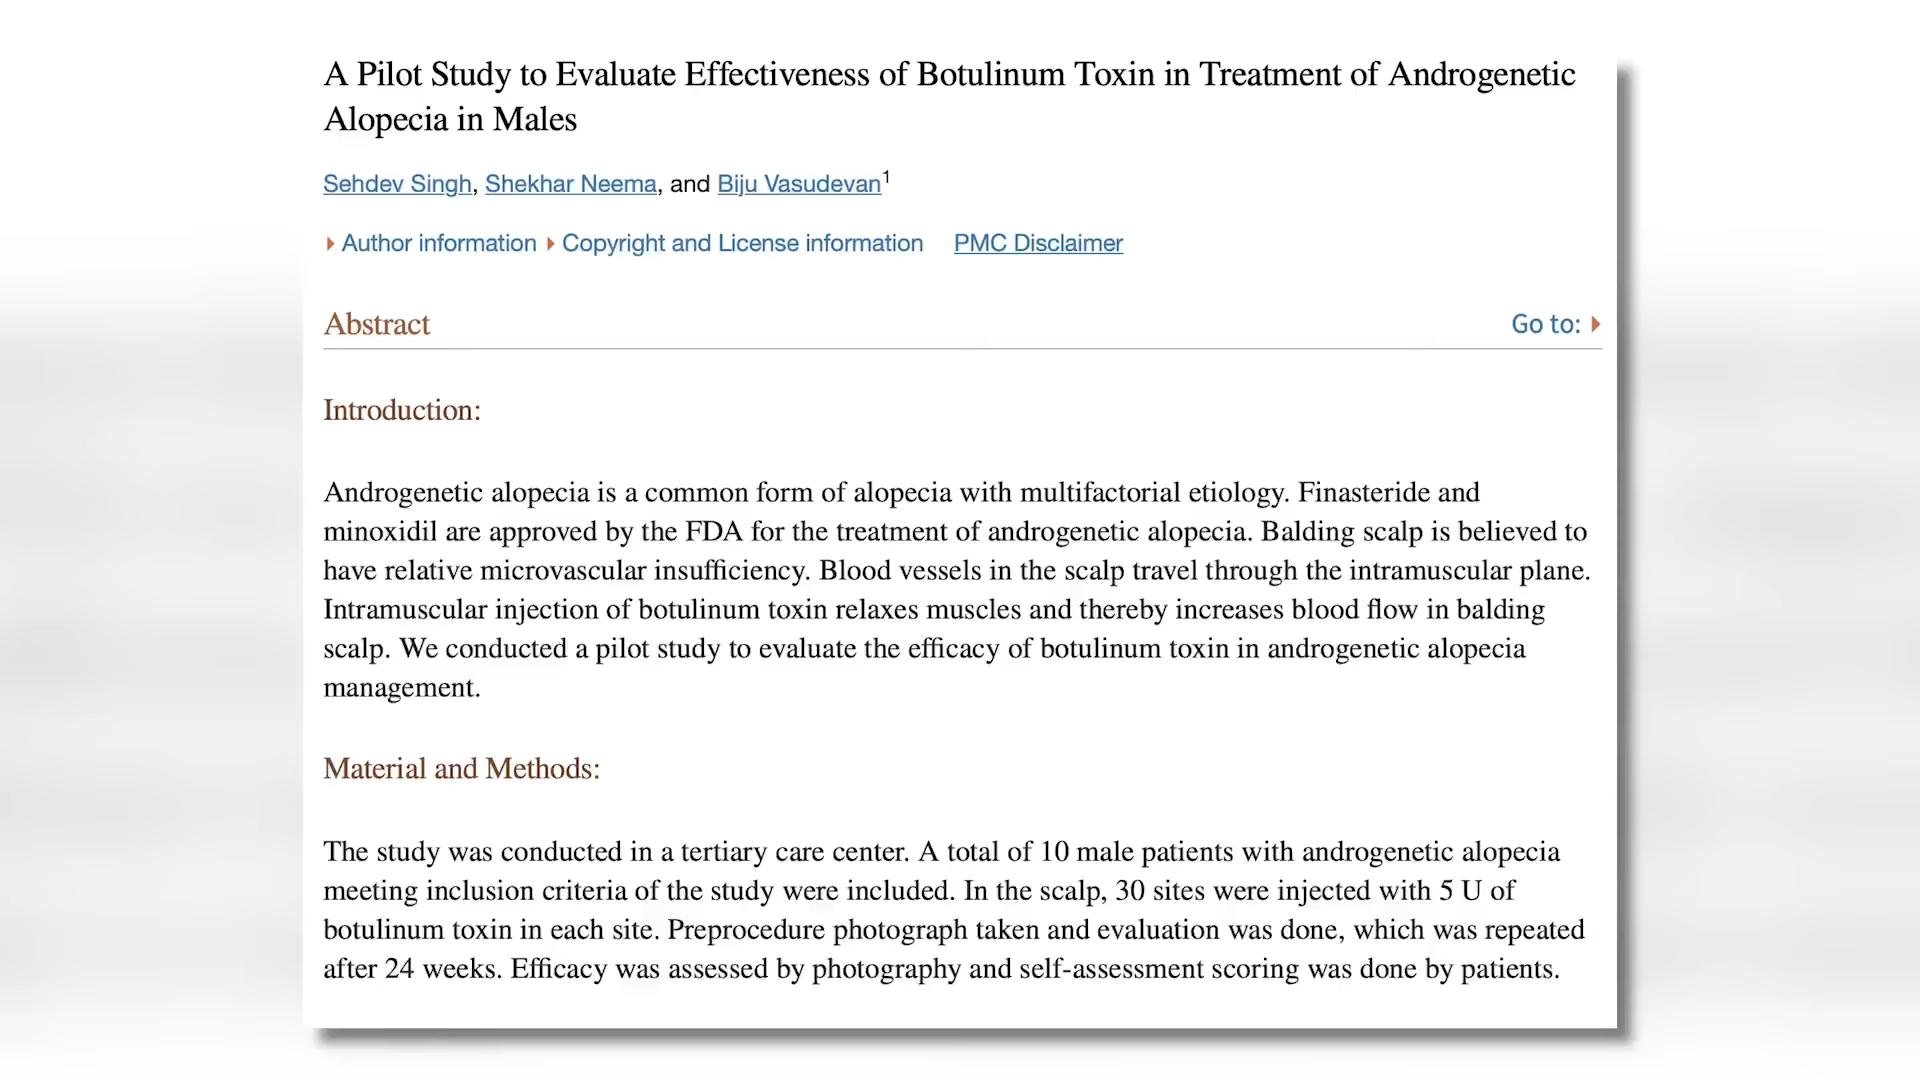 A Pilot Study to Evaluate Effectiveness of Botulinum Toxin in Treatment of Androgenetic
Alopecia in Males
Sehdev Singh, Shekhar Neema, and Biju Vasudevan1
Author information Copyright and License information PMC Disclaimer
Abstract Go to:
Introduction:
Androgenetic alopecia is a common form of alopecia with multifactorial etiology. Finasteride and
minoxidil are approved by the FDA for the treatment of androgenetic alopecia. Balding scalp is believed to
have relative microvascular insufficiency. Blood vessels in the scalp travel through the intramuscular plane.
Intramuscular injection of botulinum toxin relaxes muscles and thereby increases blood flow in balding
scalp. We conducted a pilot study to evaluate the efficacy of botulinum toxin in androgenetic alopecia
management.
Material and Methods:
The study was conducted in a tertiary care center. A total of 10 male patients with androgenetic alopecia
meeting inclusion criteria of the study were included. In the scalp, 30 sites were injected with 5 U of
botulinum toxin in each site. Preprocedure photograph taken and evaluation was done, which was repeated
after 24 weeks. Efficacy was assessed by photography and self-assessment scoring was done by patients.